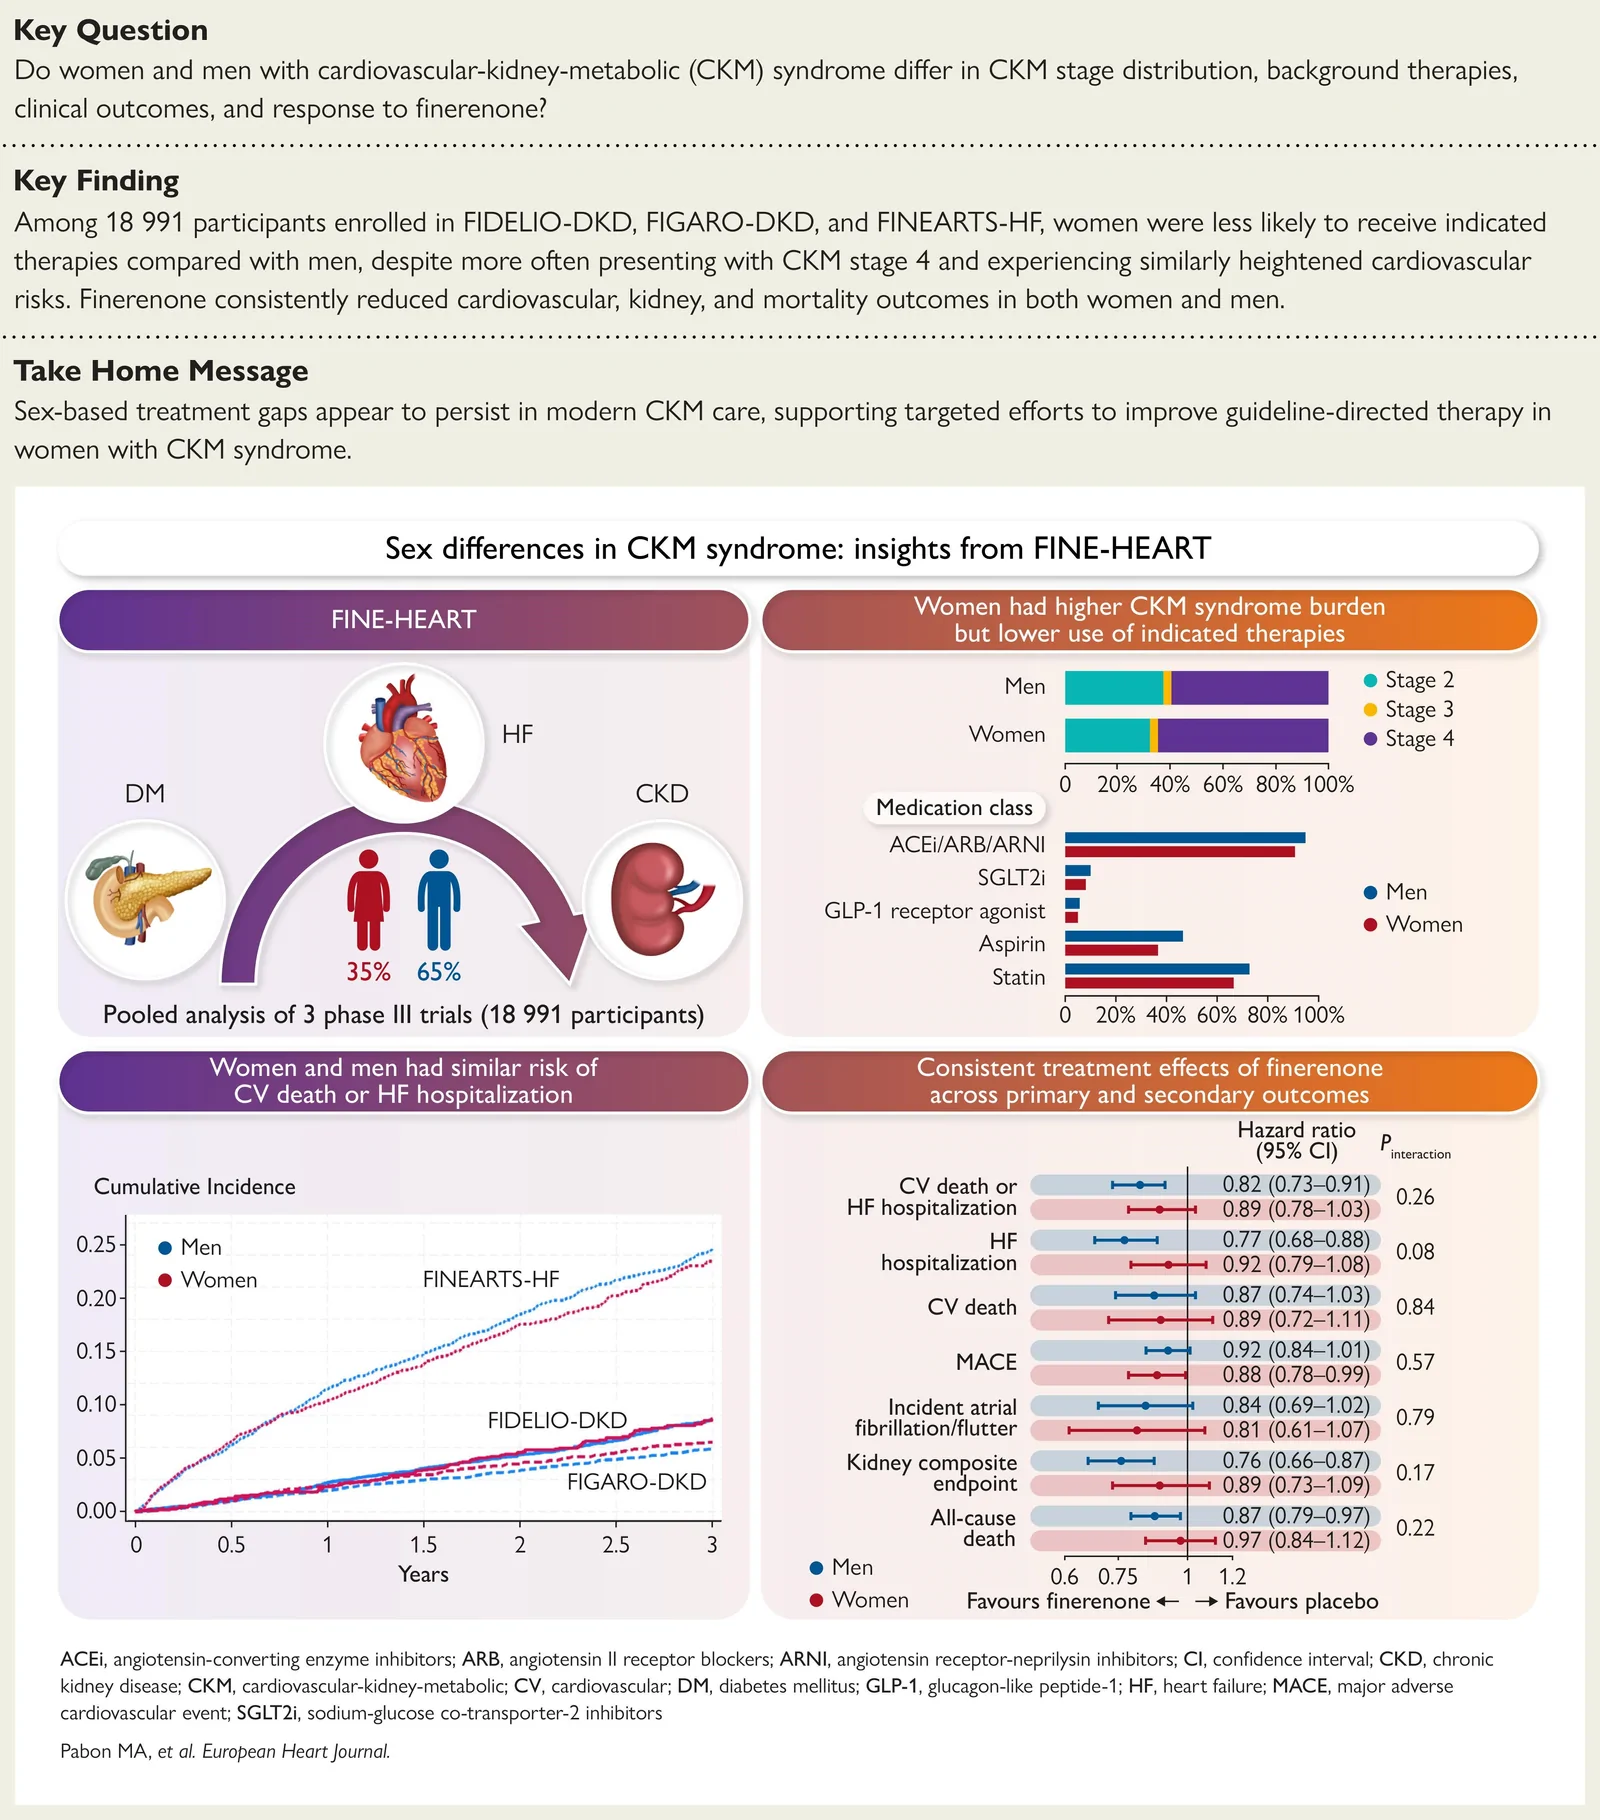 Key Question
Do women and men with cardiovascular-kidney-metabolic (CKM) syndrome differ in CKM stage distribution, background therapies,
clinical outcomes, and response to finerenone?
Key Finding
Among 18 991 participants enrolled in FIDELIO-DKD, FIGARO-DKD, and FINEARTS-HF, women were less likely to receive indicated
therapies compared with men, despite more often presenting with CKM stage 4 and experiencing similarly heightened cardiovascular
risks. Finerenone consistently reduced cardiovascular, kidney, and mortality outcomes in both women and men.
Take Home Message
Sex-based treatment gaps appear to persist in modern CKM care, supporting targeted efforts to improve guideline-directed therapy in
women with CKM syndrome.
Sex differences in CKM syndrome: insights from FINE-HEART
FINE-HEART
HF
DM
CKD
35%
65%
Pooled analysis of 3 phase III trials (18 991 participants)
Women had higher CKM syndrome burden
but lower use of indicated therapies
Men
Women
Stage 2
Stage 3
Stage 4
0 20% 40% 60% 80% 100%
Medication class
ACEi/ARB/ARNI
SGLT2i
GLP-1 receptor agonist
Aspirin
Statin
Men
Women
0 20% 40% 60% 80% 100%
Women and men had similar risk of
CV death or HF hospitalization
Cumulative Incidence
0.25
0.20
0.15
0.10
0.05
0.00
Men
Women
FINEARTS-HF
FIDELIO-DKD
FIGARO-DKD
0 0.5 1 1.5 2 2.5 3
Years
Consistent treatment effects of finerenone
across primary and secondary outcomes
Hazard ratio
(95% CI)
P interaction
CV death or
HF hospitalization
0.82 (0.73–0.91)
0.89 (0.78–1.03)
0.26
HF
hospitalization
0.77 (0.68–0.88)
0.92 (0.79–1.08)
0.08
CV death
0.87 (0.74–1.03)
0.89 (0.72–1.11)
0.84
MACE
0.92 (0.84–1.01)
0.88 (0.78–0.99)
0.57
Incident atrial
fibrillation/flutter
0.84 (0.69–1.02)
0.81 (0.61–1.07)
0.79
Kidney composite
endpoint
0.76 (0.66–0.87)
0.89 (0.73–1.09)
0.17
All-cause
death
0.87 (0.79–0.97)
0.97 (0.84–1.12)
0.22
Men
Women
0.6 0.75 1 1.2
Favours finerenone ← → Favours placebo
ACEi, angiotensin-converting enzyme inhibitors; ARB, angiotensin II receptor blockers; ARNI, angiotensin receptor-neprilysin inhibitors; CI, confidence interval; CKD, chronic
kidney disease; CKM, cardiovascular-kidney-metabolic; CV, cardiovascular; DM, diabetes mellitus; GLP-1, glucagon-like peptide-1; HF, heart failure; MACE, major adverse
cardiovascular event; SGLT2i, sodium-glucose co-transporter-2 inhibitors
Pabon MA, et al. European Heart Journal.